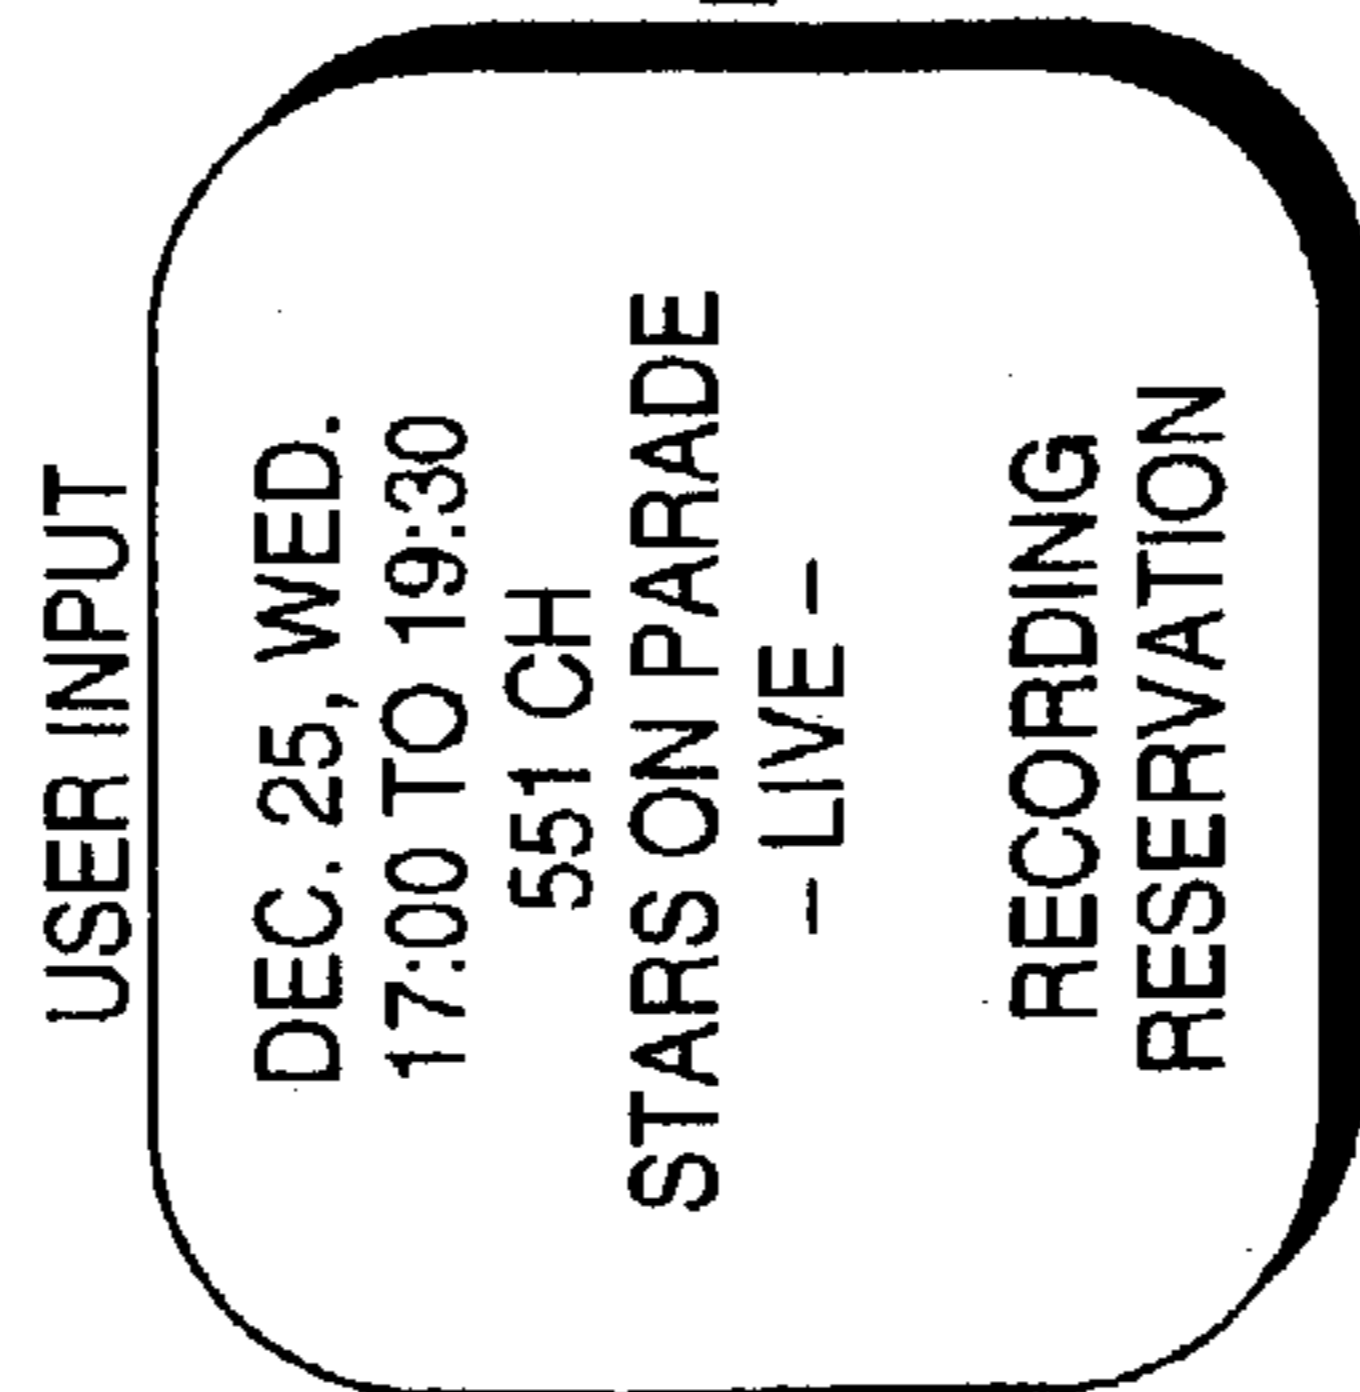 USER INPUT
DEC. 25, WED.
17:00 TO 19:30
551 CH
STARS ON PARADE
– LIVE –
RECORDING
RESERVATION